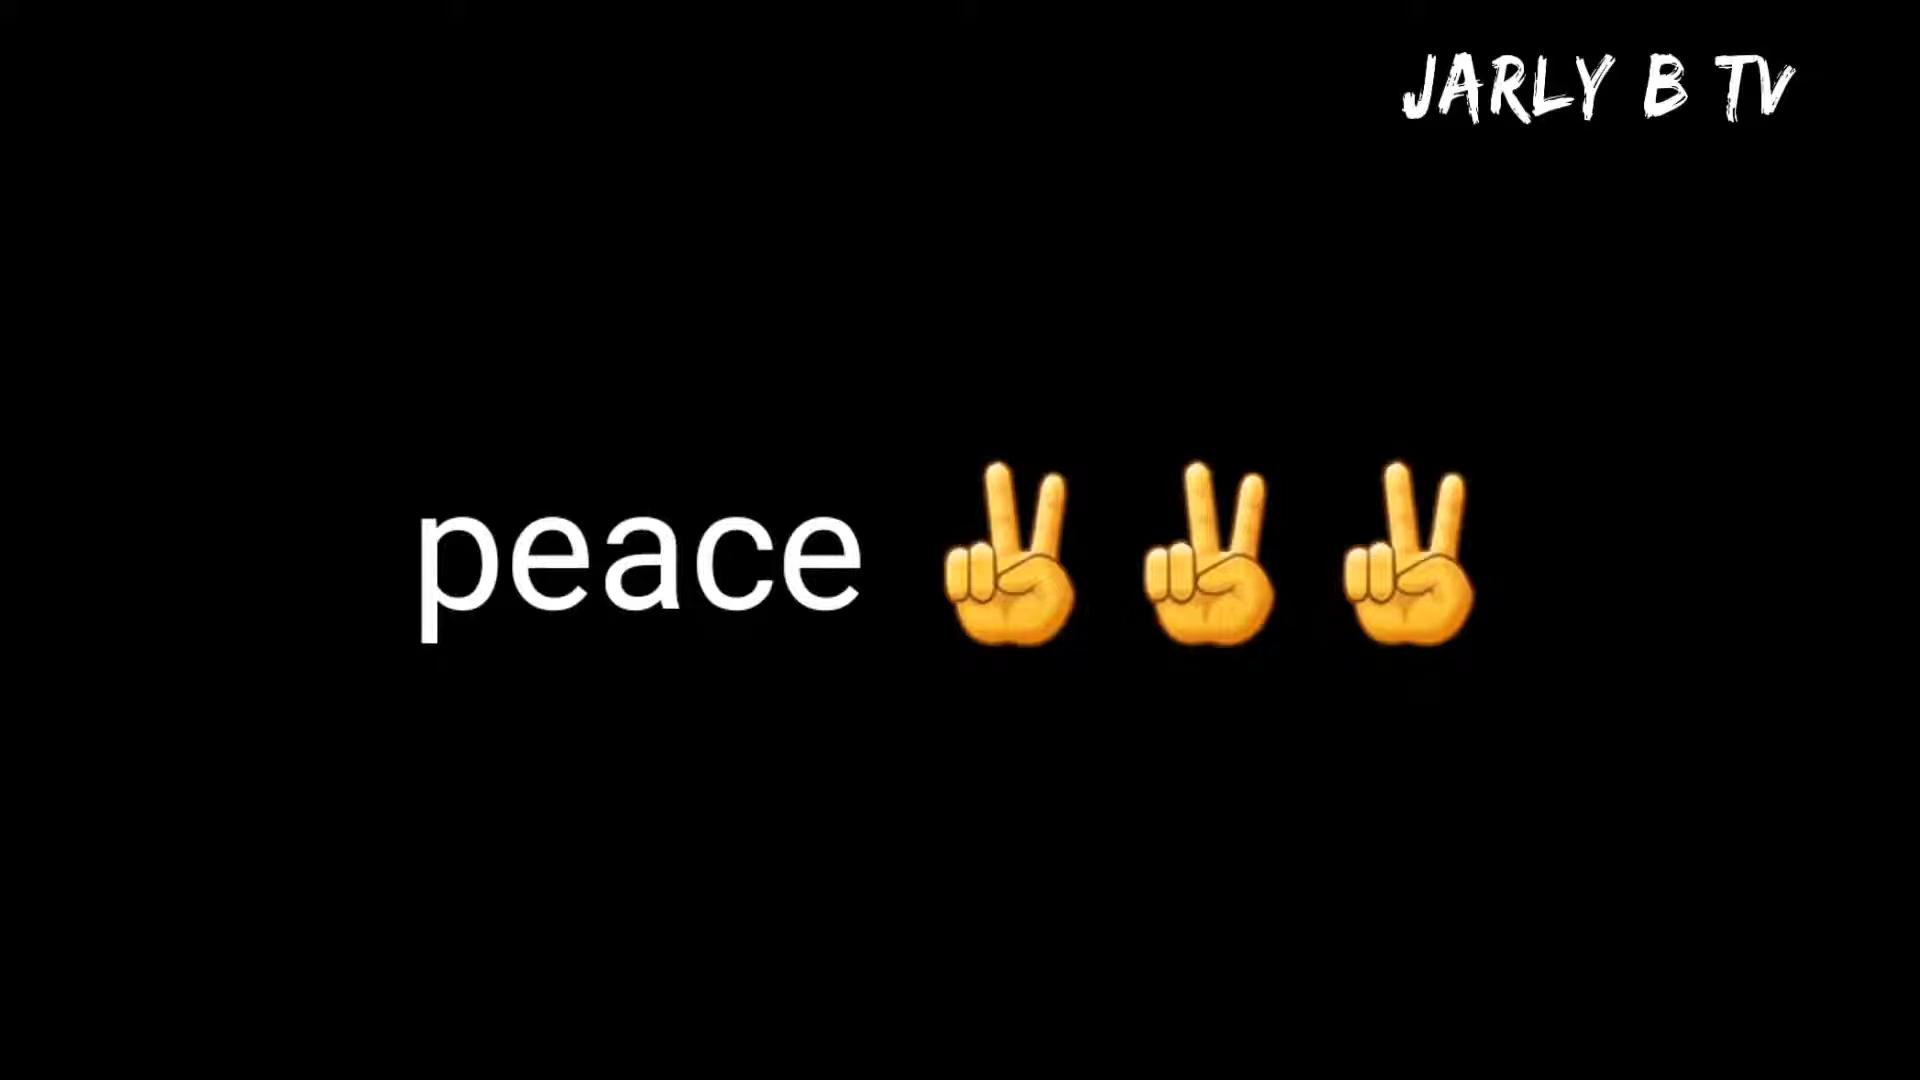 JARLY B TV
peace ✌️ ✌️ ✌️